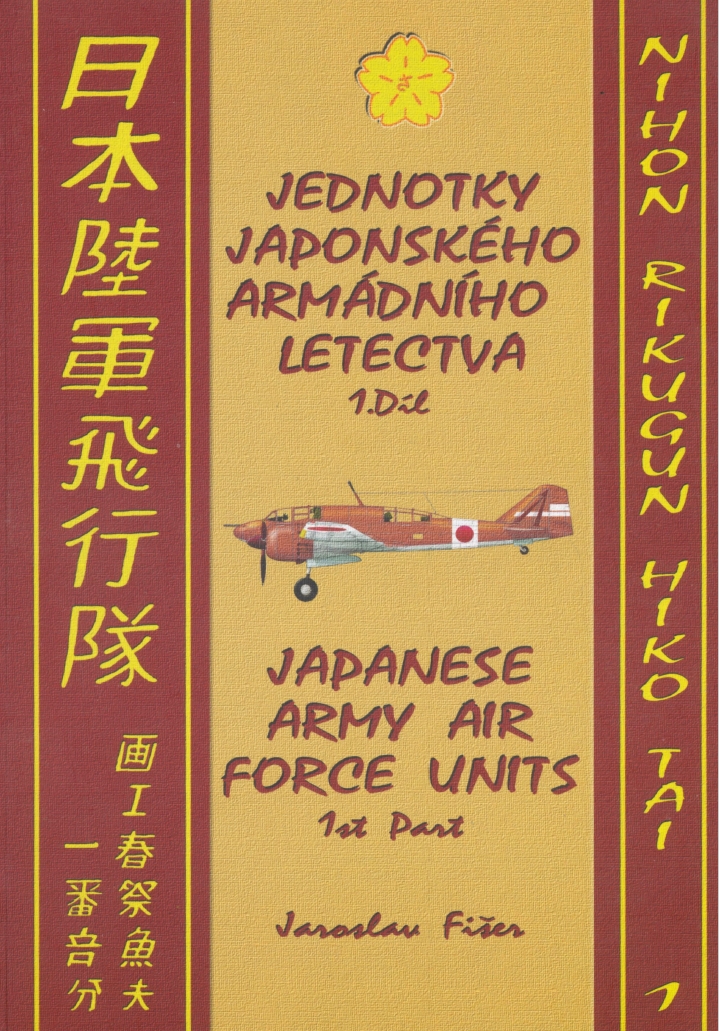 日本陸軍飛行隊
画工春祭魚夫
一番音分
さ
JEDNOTKY
JAPONSKÉHO
ARMÁDNÍHO
LETECTVA
1.Díl
JAPANESE
ARMY AIR
FORCE UNITS
1st Part
Jaroslav Fišer
NIHON RIKUGUN HIKO TAI 1